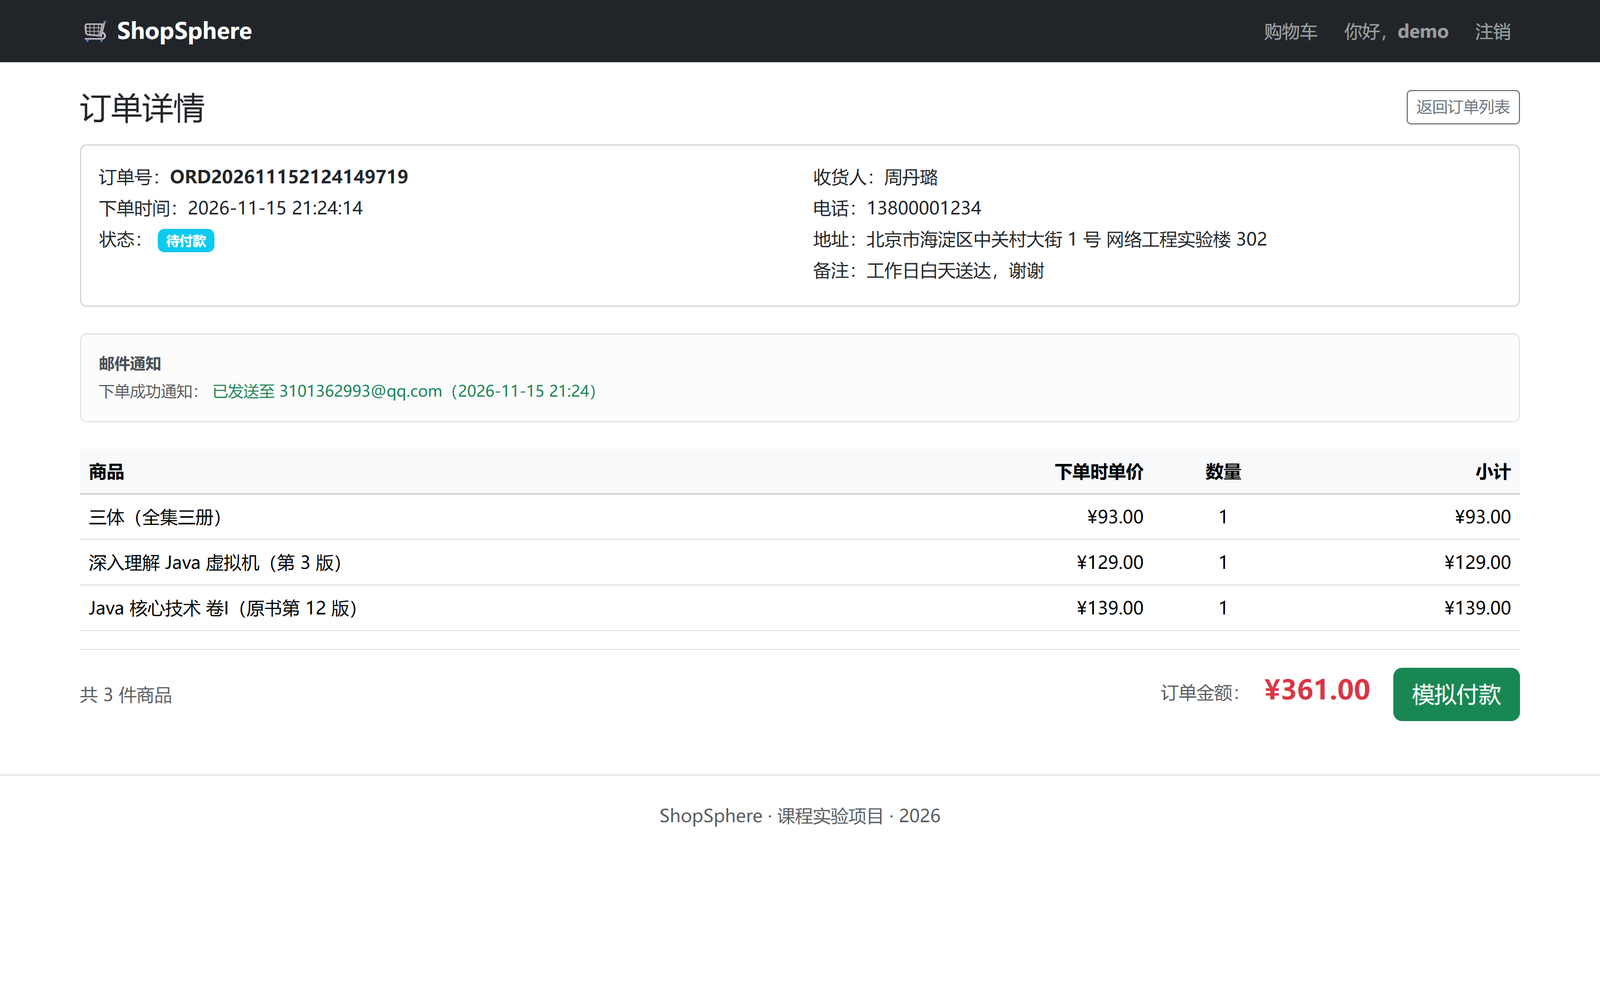 ShopSphere
购物车 你好，demo 注销
订单详情
返回订单列表
订单号：ORD202611152124149719
下单时间：2026-11-15 21:24:14
状态： 待付款
收货人：周丹璐
电话：13800001234
地址：北京市海淀区中关村大街 1 号 网络工程实验楼 302
备注：工作日白天送达，谢谢
邮件通知
下单成功通知： 已发送至 3101362993@qq.com（2026-11-15 21:24）
商品 下单时单价 数量 小计
三体（全集三册） ¥93.00 1 ¥93.00
深入理解 Java 虚拟机（第 3 版） ¥129.00 1 ¥129.00
Java 核心技术 卷I（原书第 12 版） ¥139.00 1 ¥139.00
共 3 件商品
订单金额： ¥361.00 模拟付款
ShopSphere · 课程实验项目 · 2026